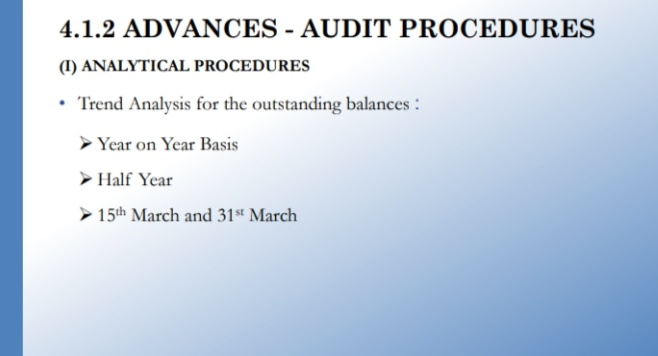 4.1.2 ADVANCES - AUDIT PROCEDURES
(I) ANALYTICAL PROCEDURES
• Trend Analysis for the outstanding balances :
➢ Year on Year Basis
➢ Half Year
➢ 15th March and 31st March